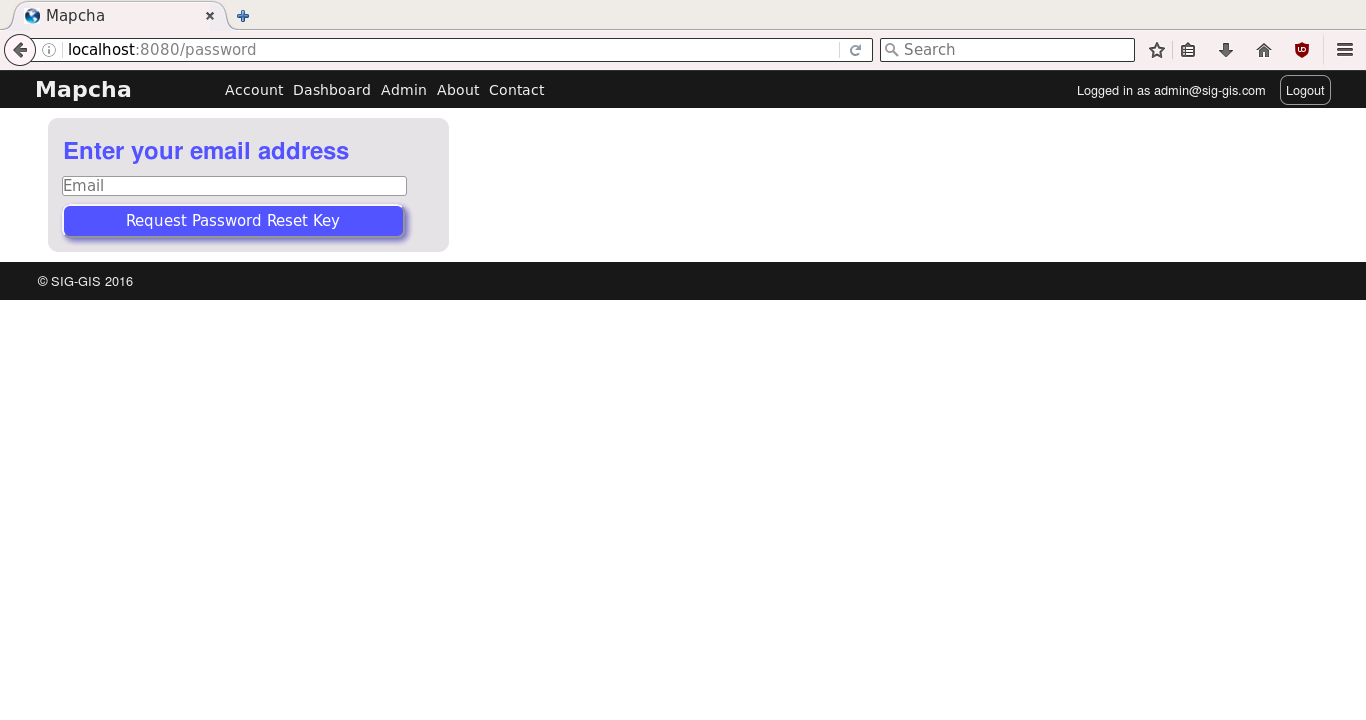 Mapcha
localhost:8080/password
Search
Mapcha
Account Dashboard Admin About Contact
Logged in as admin@sig-gis.com
Logout
Enter your email address
Email
Request Password Reset Key
© SIG-GIS 2016